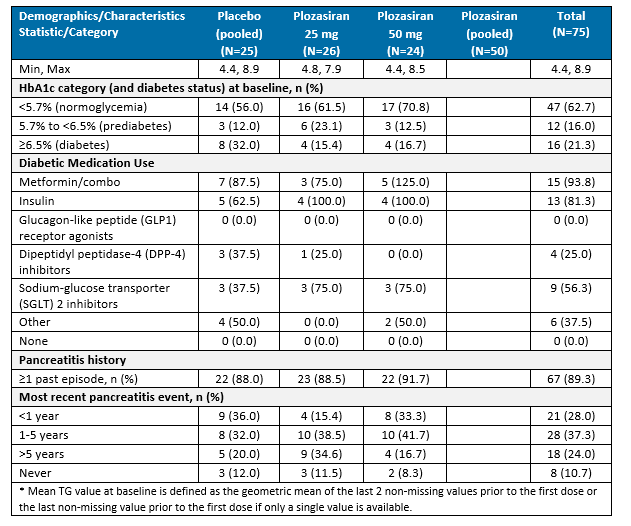 Demographics/Characteristics Statistic/Category | Placebo (pooled) (N=25) | Plozasiran 25 mg (N=26) | Plozasiran 50 mg (N=24) | Plozasiran (pooled) (N=50) | Total (N=75)
Min, Max | 4.4, 8.9 | 4.8, 7.9 | 4.4, 8.5 | | 4.4, 8.9
HbA1c category (and diabetes status) at baseline, n (%)
<5.7% (normoglycemia) | 14 (56.0) | 16 (61.5) | 17 (70.8) | | 47 (62.7)
5.7% to <6.5% (prediabetes) | 3 (12.0) | 6 (23.1) | 3 (12.5) | | 12 (16.0)
≥6.5% (diabetes) | 8 (32.0) | 4 (15.4) | 4 (16.7) | | 16 (21.3)
Diabetic Medication Use
Metformin/combo | 7 (87.5) | 3 (75.0) | 5 (125.0) | | 15 (93.8)
Insulin | 5 (62.5) | 4 (100.0) | 4 (100.0) | | 13 (81.3)
Glucagon-like peptide (GLP1) receptor agonists | 0 (0.0) | 0 (0.0) | 0 (0.0) | | 0 (0.0)
Dipeptidyl peptidase-4 (DPP-4) inhibitors | 3 (37.5) | 1 (25.0) | 0 (0.0) | | 4 (25.0)
Sodium-glucose transporter (SGLT) 2 inhibitors | 3 (37.5) | 3 (75.0) | 3 (75.0) | | 9 (56.3)
Other | 4 (50.0) | 0 (0.0) | 2 (50.0) | | 6 (37.5)
None | 0 (0.0) | 0 (0.0) | 0 (0.0) | | 0 (0.0)
Pancreatitis history
≥1 past episode, n (%) | 22 (88.0) | 23 (88.5) | 22 (91.7) | | 67 (89.3)
Most recent pancreatitis event, n (%)
<1 year | 9 (36.0) | 4 (15.4) | 8 (33.3) | | 21 (28.0)
1-5 years | 8 (32.0) | 10 (38.5) | 10 (41.7) | | 28 (37.3)
>5 years | 5 (20.0) | 9 (34.6) | 4 (16.7) | | 18 (24.0)
Never | 3 (12.0) | 3 (11.5) | 2 (8.3) | | 8 (10.7)
* Mean TG value at baseline is defined as the geometric mean of the last 2 non-missing values prior to the first dose or
the last non-missing value prior to the first dose if only a single value is available.